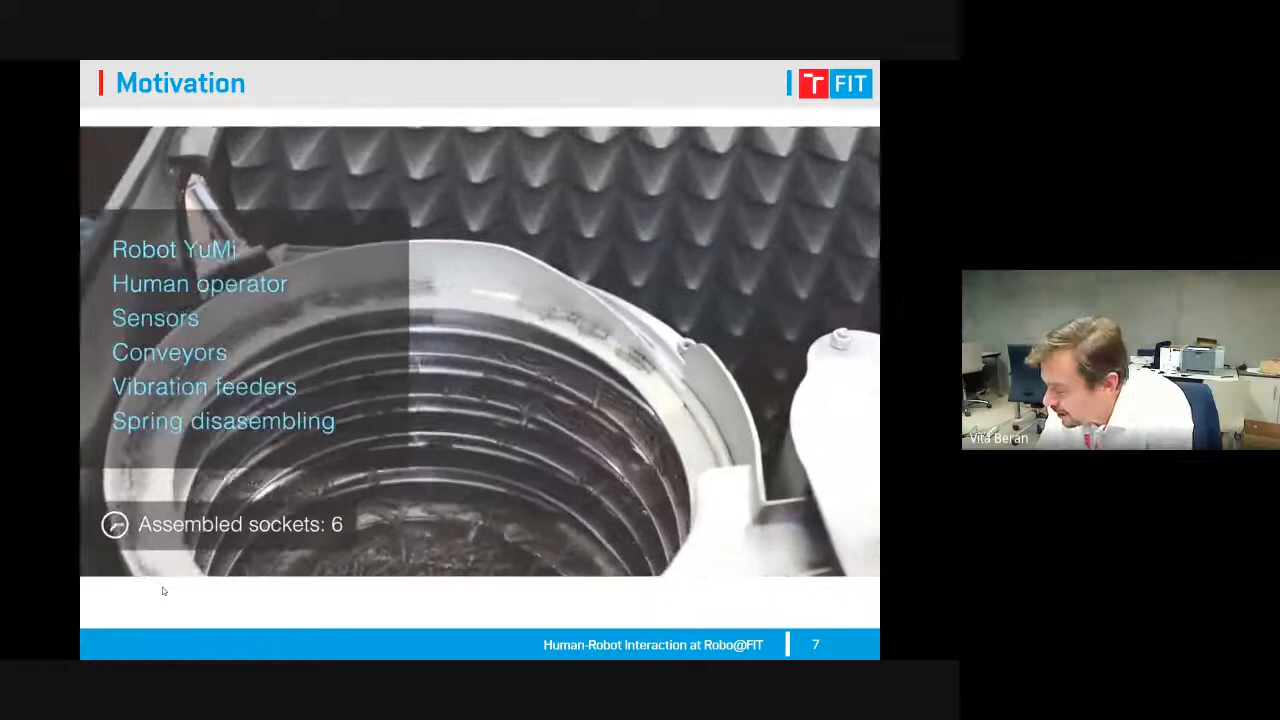 Motivation
T FIT
Robot YuMi
Human operator
Sensors
Conveyors
Vibration feeders
Spring disasembling
Assembled sockets: 6
Vita Beran
Human-Robot Interaction at Robo@FIT
7